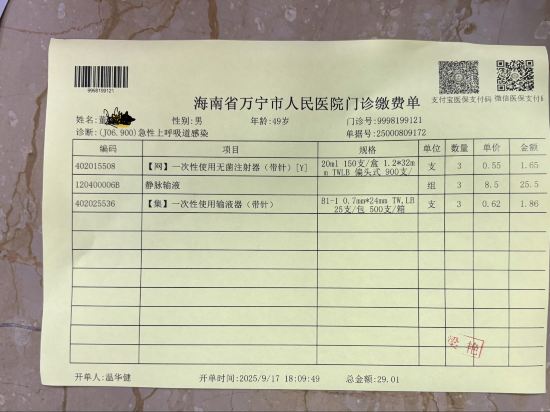 9998199121
海南省万宁市人民医院门诊缴费单
支付宝医保支付码 微信医保支付
姓名:董 性别:男 年龄:49岁 门诊号:9998199121
诊断:(J06.900)急性上呼吸道感染 单据号:25000809172
编码 项目 规格 单位 数量 单价 金额
402015508 【网】一次性使用无菌注射器(带针)[Y] 20ml 150支/盒 1.2*32m 支 3 0.55 1.65
m TWLB 偏头式 900支/
120400006B 静脉输液 组 3 8.5 25.5
402025536 【集】一次性使用输液器(带针) B1-1 0.7mm*24mm TW,LB 支 3 0.62 1.86
25支/包 500支/箱
开单人:温华健 开单时间:2025/9/17 18:09:49 总金额:29.01